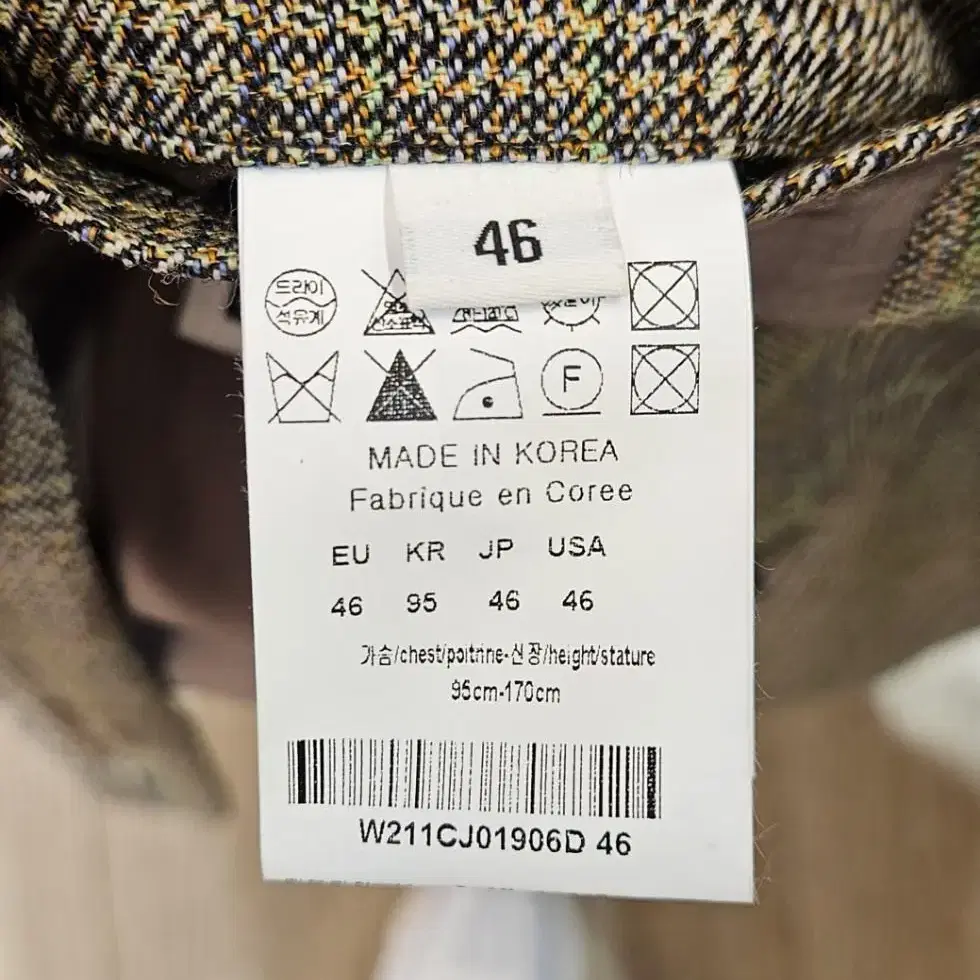 46
드라이
석유계
F
MADE IN KOREA
Fabrique en Coree
EU KR JP USA
46 95 46 46
가슴/chest/poitrine-신장/height/stature
95cm-170cm
W211CJ01906D 46